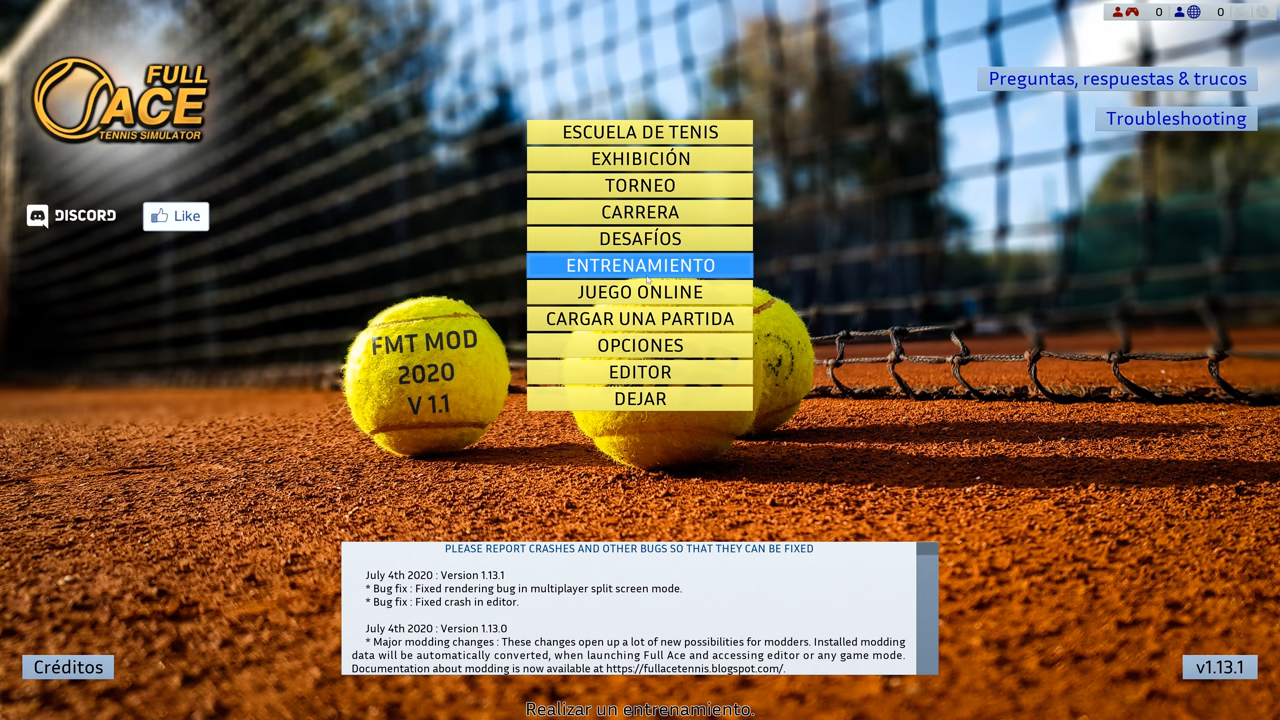 0
0
FULL
ACE
TENNIS SIMULATOR
Preguntas, respuestas & trucos
Troubleshooting
DISCORD
Like
ESCUELA DE TENIS
EXHIBICIÓN
TORNEO
CARRERA
DESAFÍOS
ENTRENAMIENTO
JUEGO ONLINE
CARGAR UNA PARTIDA
OPCIONES
EDITOR
DEJAR
FMT MOD
2020
V 1.1
PLEASE REPORT CRASHES AND OTHER BUGS SO THAT THEY CAN BE FIXED
July 4th 2020 : Version 1.13.1
* Bug fix : Fixed rendering bug in multiplayer split screen mode.
* Bug fix : Fixed crash in editor.
July 4th 2020 : Version 1.13.0
* Major modding changes : These changes open up a lot of new possibilities for modders. Installed modding
data will be automatically converted, when launching Full Ace and accessing editor or any game mode.
Documentation about modding is now available at https://fullacetennis.blogspot.com/.
Créditos
v1.13.1
Realizar un entrenamiento.